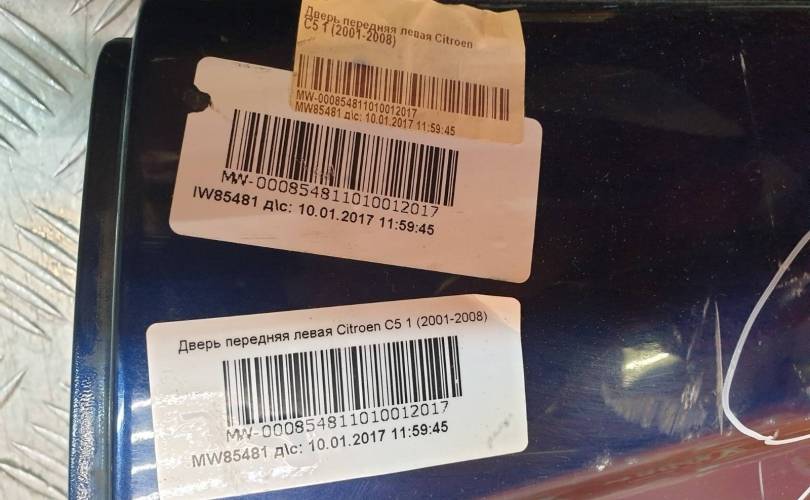 Дверь передняя левая Citroen
C5 1 (2001-2008)
MW-000854811010012017
MW85481 д\с: 10.01.2017 11:59:45
MW-000854811010012017
IW85481 д\с: 10.01.2017 11:59:45
Дверь передняя левая Citroen C5 1 (2001-2008)
MW-000854811010012017
MW85481 д\с: 10.01.2017 11:59:45